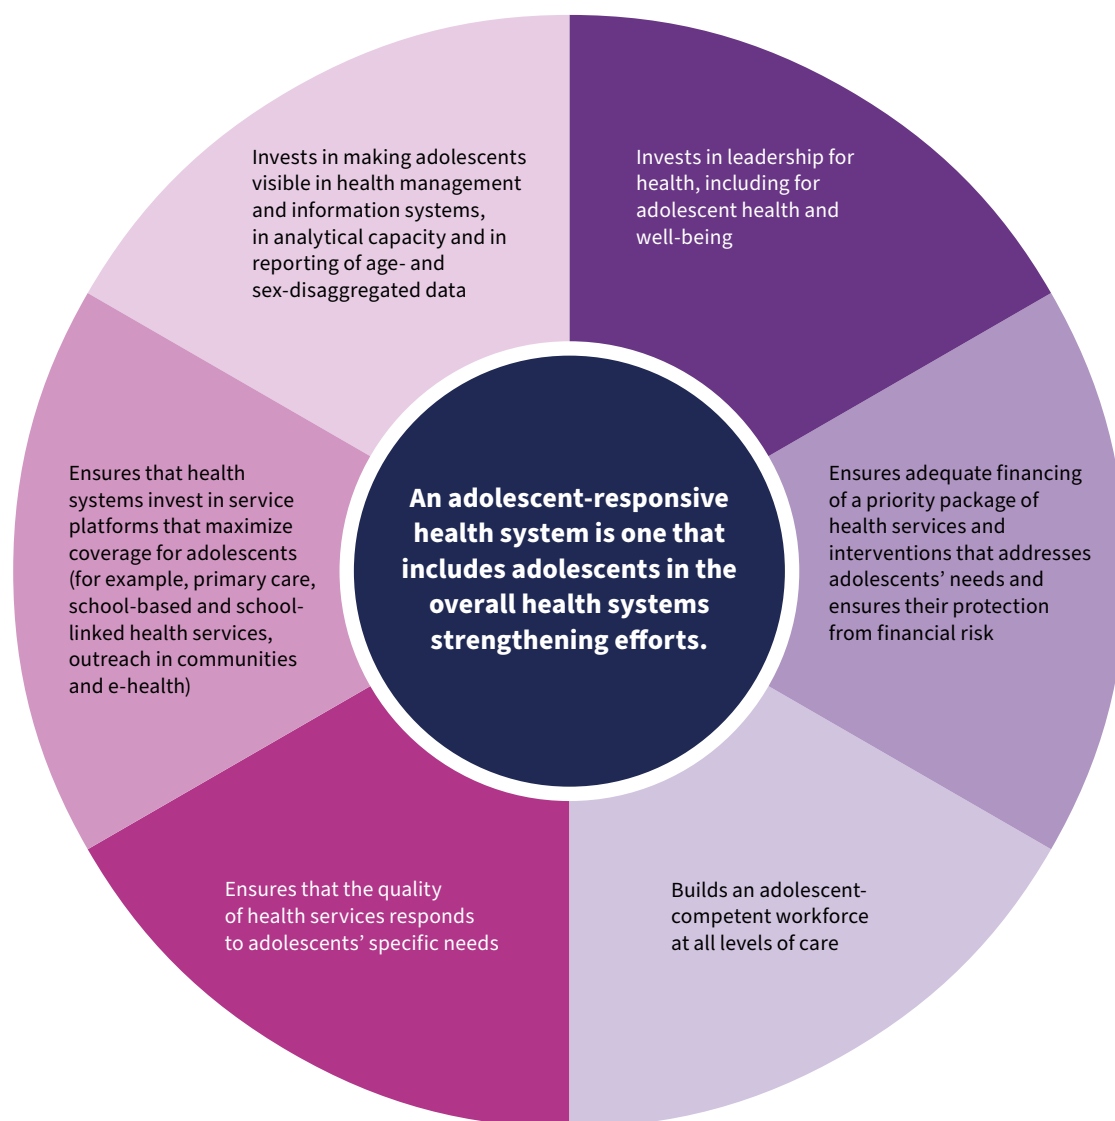 Invests in making adolescents
visible in health management
and information systems,
in analytical capacity and in
reporting of age- and
sex-disaggregated data
Invests in leadership for
health, including for
adolescent health and
well-being
Ensures that health
systems invest in service
platforms that maximize
coverage for adolescents
(for example, primary care,
school-based and school-
linked health services,
outreach in communities
and e-health)
An adolescent-responsive
health system is one that
includes adolescents in the
overall health systems
strengthening efforts.
Ensures adequate financing
of a priority package of
health services and
interventions that addresses
adolescents’ needs and
ensures their protection
from financial risk
Ensures that the quality
of health services responds
to adolescents’ specific needs
Builds an adolescent-
competent workforce
at all levels of care